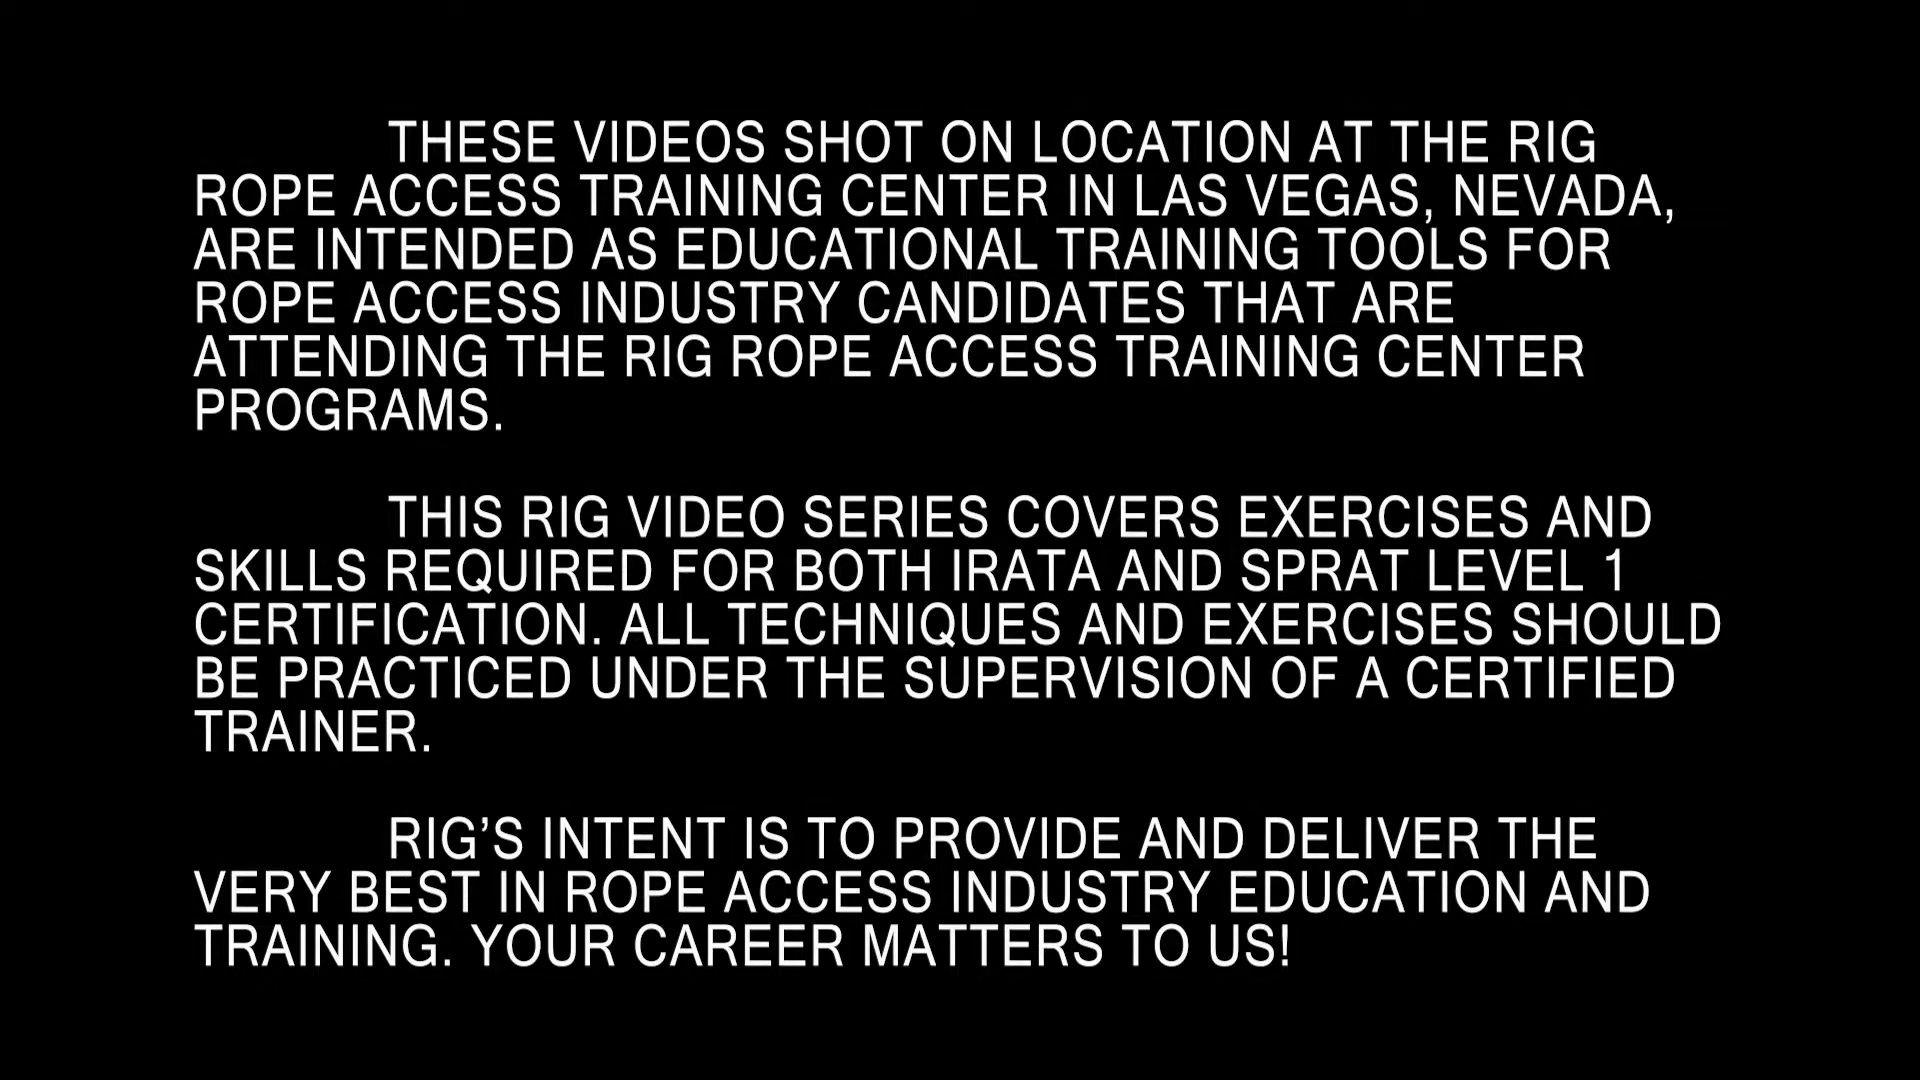 THESE VIDEOS SHOT ON LOCATION AT THE RIG
ROPE ACCESS TRAINING CENTER IN LAS VEGAS, NEVADA,
ARE INTENDED AS EDUCATIONAL TRAINING TOOLS FOR
ROPE ACCESS INDUSTRY CANDIDATES THAT ARE
ATTENDING THE RIG ROPE ACCESS TRAINING CENTER
PROGRAMS.
THIS RIG VIDEO SERIES COVERS EXERCISES AND
SKILLS REQUIRED FOR BOTH IRATA AND SPRAT LEVEL 1
CERTIFICATION. ALL TECHNIQUES AND EXERCISES SHOULD
BE PRACTICED UNDER THE SUPERVISION OF A CERTIFIED
TRAINER.
RIG’S INTENT IS TO PROVIDE AND DELIVER THE
VERY BEST IN ROPE ACCESS INDUSTRY EDUCATION AND
TRAINING. YOUR CAREER MATTERS TO US!